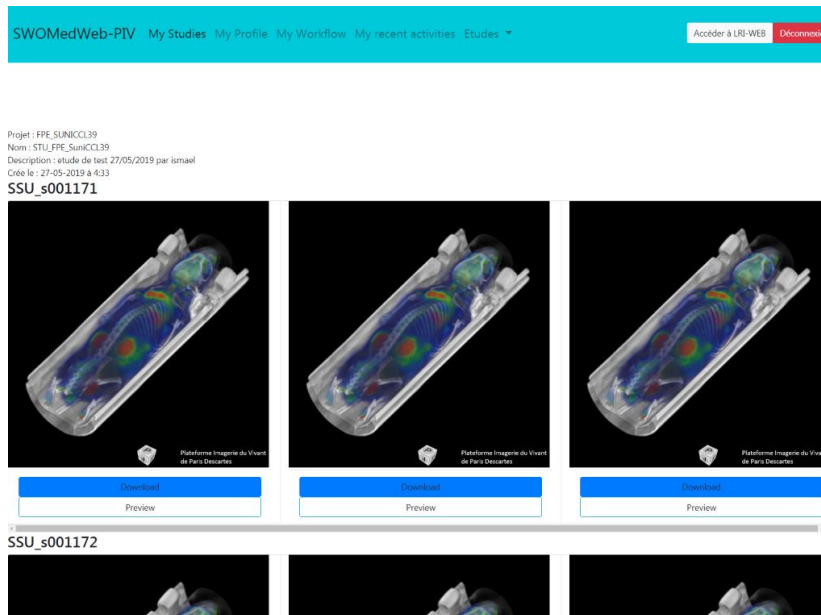 SWOMedWeb-PIV My Studies My Profile My Workflow My recent activities Etudes Accéder à LRI-WEB Déconnexi
Projet : FPE_SUNICCL39
Nom : STU_FPE_SuniCCL39
Description : etude de test 27/05/2019 par ismael
Crée le : 27-05-2019 à 4:33
SSU_s001171
Plateforme Imagerie du Vivant Plateforme Imagerie du Vivant Plateforme Imagerie du Viva
de Paris Descartes de Paris Descartes de Paris Descartes
Download Download Download
Preview Preview Preview
SSU_s001172